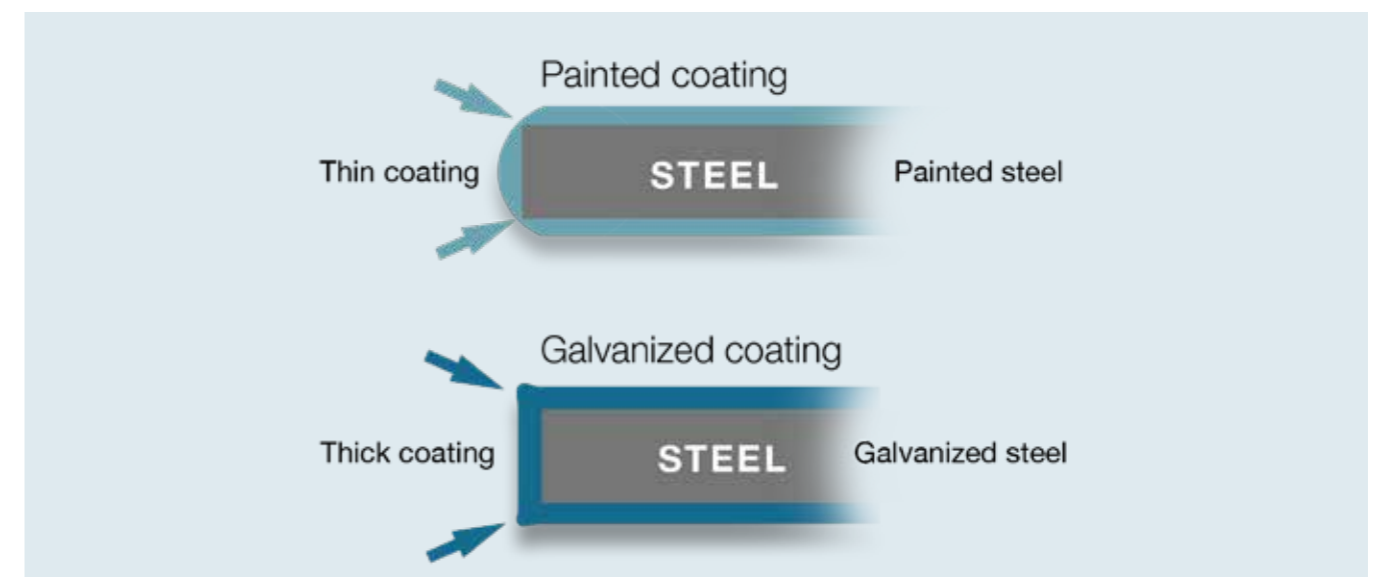 Painted coating
Thin coating
STEEL
Painted steel
Galvanized coating
Thick coating
STEEL
Galvanized steel